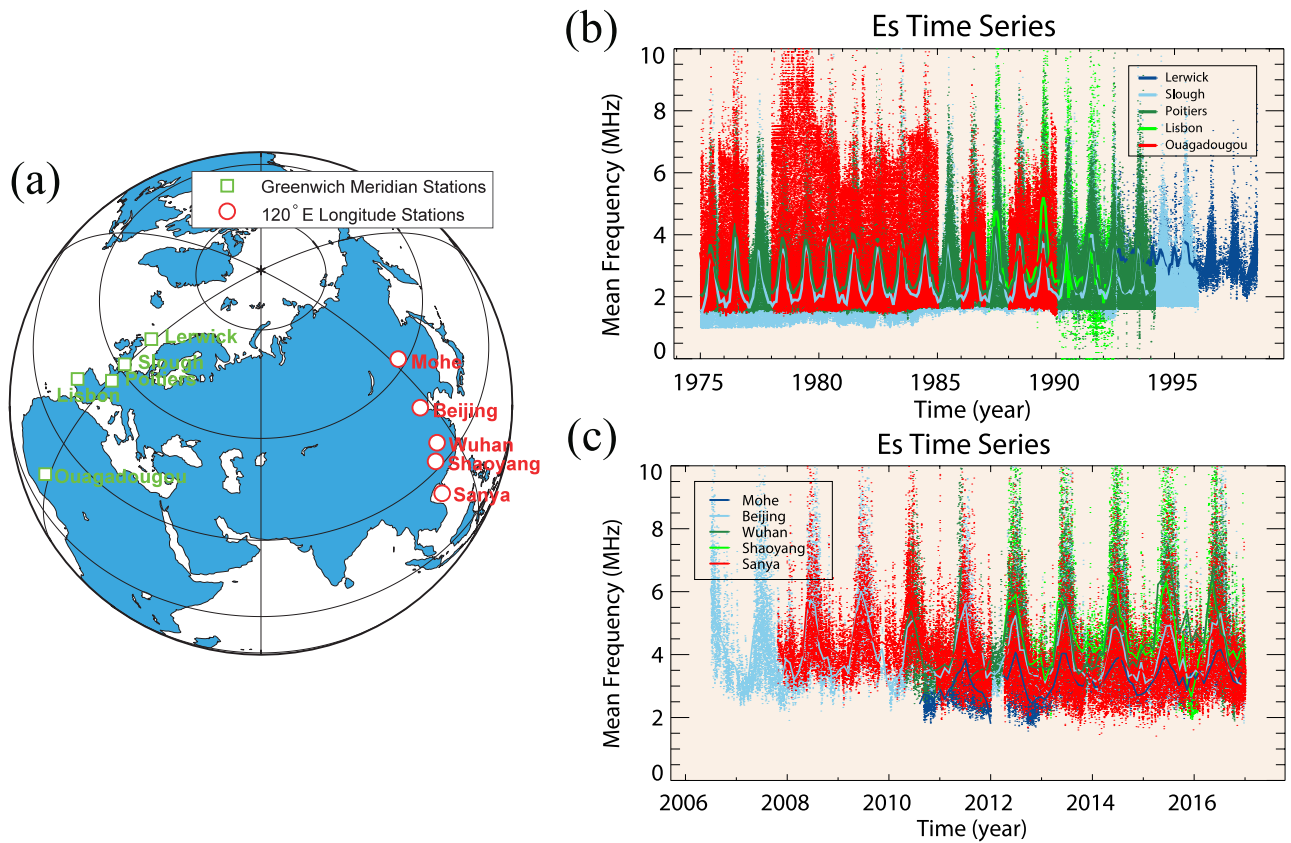 (a)
Greenwich Meridian Stations
120° E Longitude Stations
Lerwick
Slough
Poitiers
Lisbon
Ouagadougou
Mohe
Beijing
Wuhan
Shaoyang
Sanya
(b)
Es Time Series
Mean Frequency (MHz)
10
8
6
4
2
0
Lerwick
Slough
Poitiers
Lisbon
Ouagadougou
1975 1980 1985 1990 1995
Time (year)
(c)
Es Time Series
Mean Frequency (MHz)
10
8
6
4
2
0
Mohe
Beijing
Wuhan
Shaoyang
Sanya
2006 2008 2010 2012 2014 2016
Time (year)